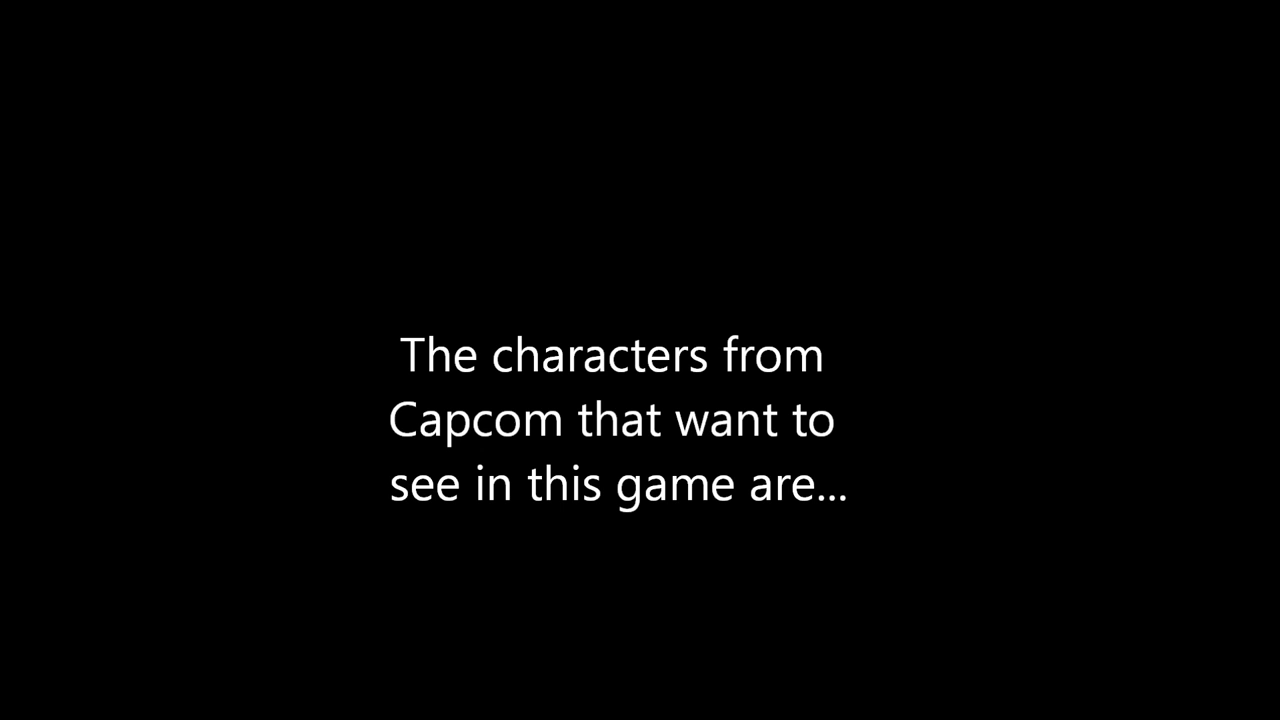 The characters from
Capcom that want to
see in this game are...